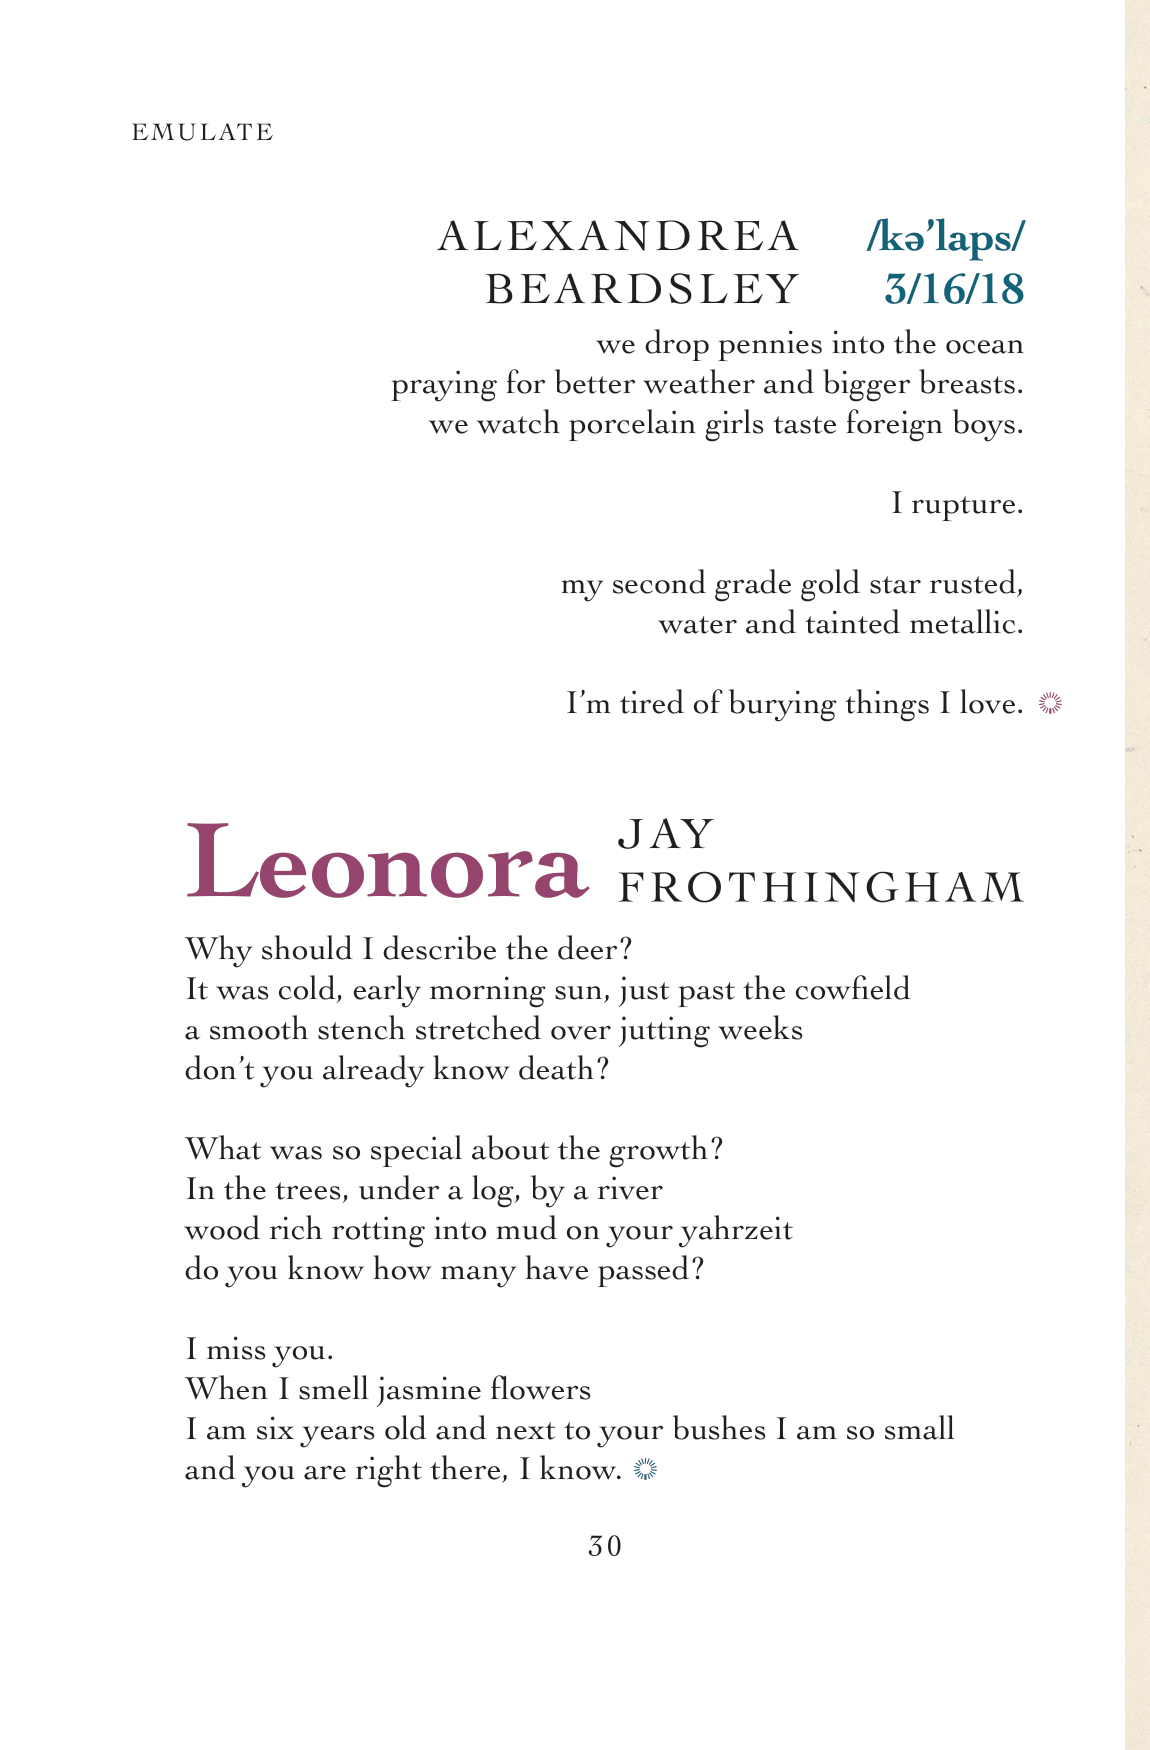 EMULATE
ALEXANDREA
BEARDSLEY
/kə’laps/
3/16/18
we drop pennies into the ocean
praying for better weather and bigger breasts.
we watch porcelain girls taste foreign boys.
I rupture.
my second grade gold star rusted,
water and tainted metallic.
I’m tired of burying things I love.
Leonora
JAY
FROTHINGHAM
Why should I describe the deer?
It was cold, early morning sun, just past the cowfield
a smooth stench stretched over jutting weeks
don’t you already know death?
What was so special about the growth?
In the trees, under a log, by a river
wood rich rotting into mud on your yahrzeit
do you know how many have passed?
I miss you.
When I smell jasmine flowers
I am six years old and next to your bushes I am so small
and you are right there, I know.
30